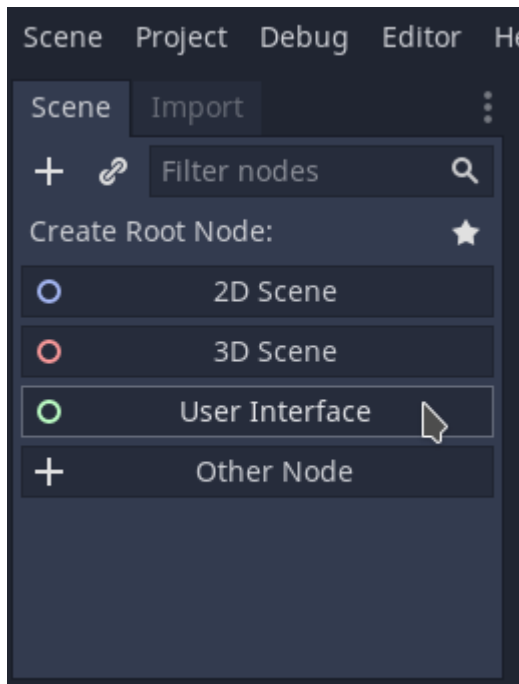 Scene Project Debug Editor
Scene Import
Filter nodes
Create Root Node:
2D Scene
3D Scene
User Interface
Other Node